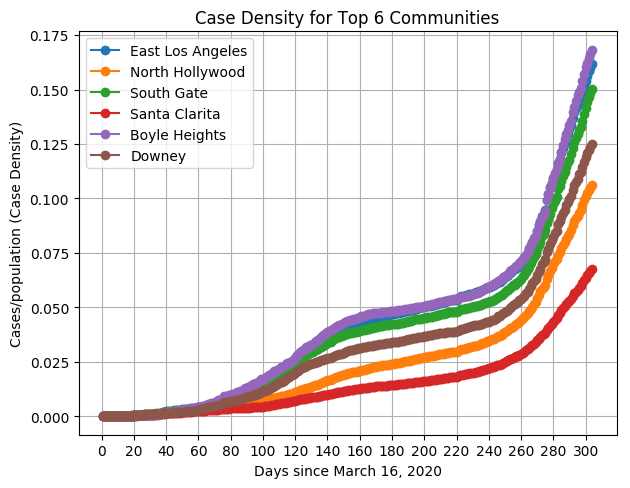 Case Density for Top 6 Communities
0.175
0.150
0.125
0.100
0.075
0.050
0.025
0.000
Cases/population (Case Density)
East Los Angeles
North Hollywood
South Gate
Santa Clarita
Boyle Heights
Downey
0 20 40 60 80 100 120 140 160 180 200 220 240 260 280 300
Days since March 16, 2020